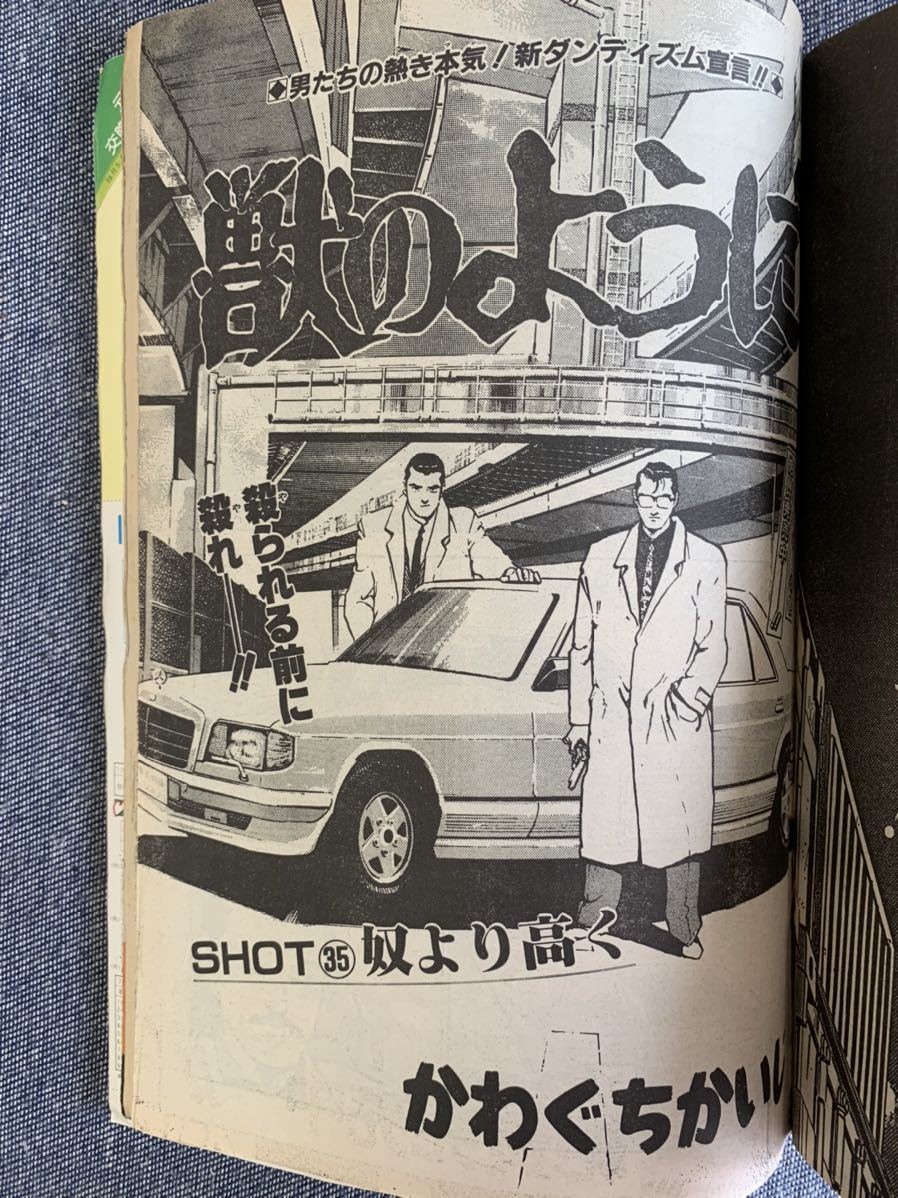 ◆男たちの熱き本気!新ダンディズム宣言!!◆
獣のように
殺られる前に
殺れ──!!
SHOT㉟奴より高く
かわぐちかい